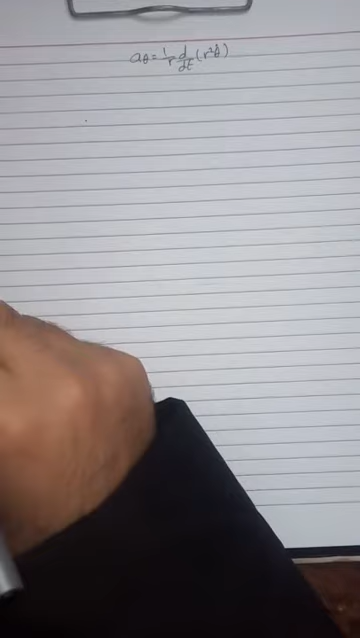 aθ = 1/r d/dt (r²θ̇)